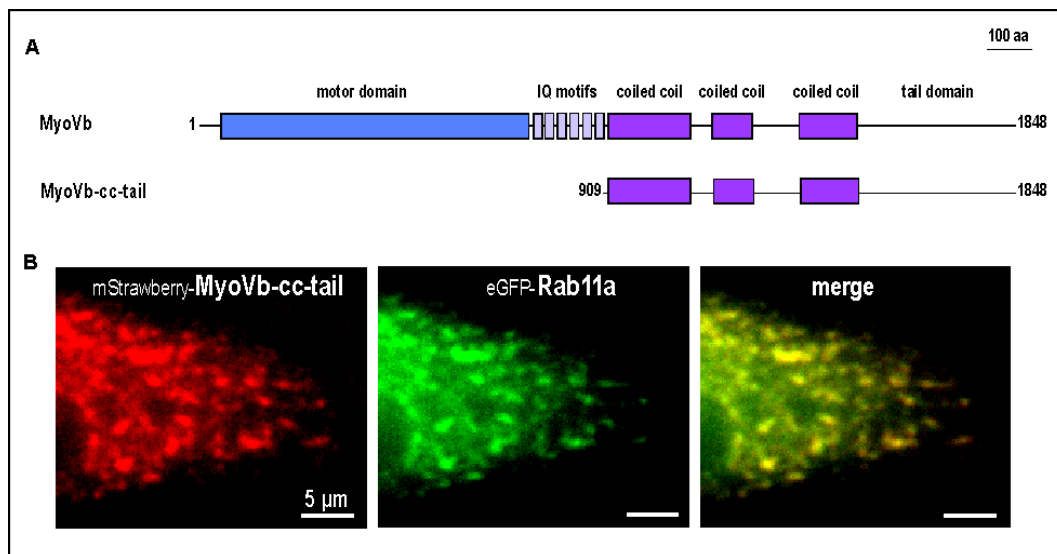 A
100 aa
motor domain IQ motifs coiled coil coiled coil coiled coil tail domain
MyoVb 1 1848
MyoVb-cc-tail 909 1848
B
mStrawberry-MyoVb-cc-tail eGFP-Rab11a merge
5 µm